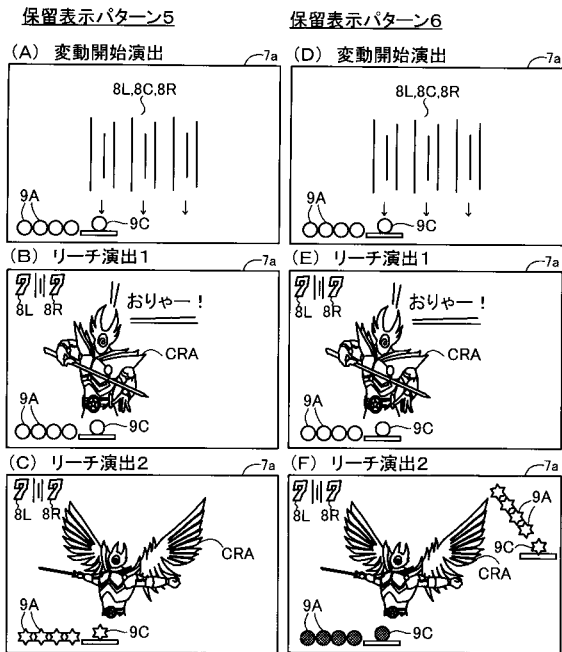 保留表示パターン5
保留表示パターン6
(A) 変動開始演出
7a
8L,8C,8R
9A
9C
(D) 変動開始演出
7a
8L,8C,8R
9A
9C
(B) リーチ演出1
7a
7 7
8L 8R
おりゃー!
CRA
9A
9C
(E) リーチ演出1
7a
7 7
8L 8R
おりゃー!
CRA
9A
9C
(C) リーチ演出2
7a
7 7
8L 8R
CRA
9A
9C
(F) リーチ演出2
7a
7 7
8L 8R
9A
9C
CRA
9A
9C